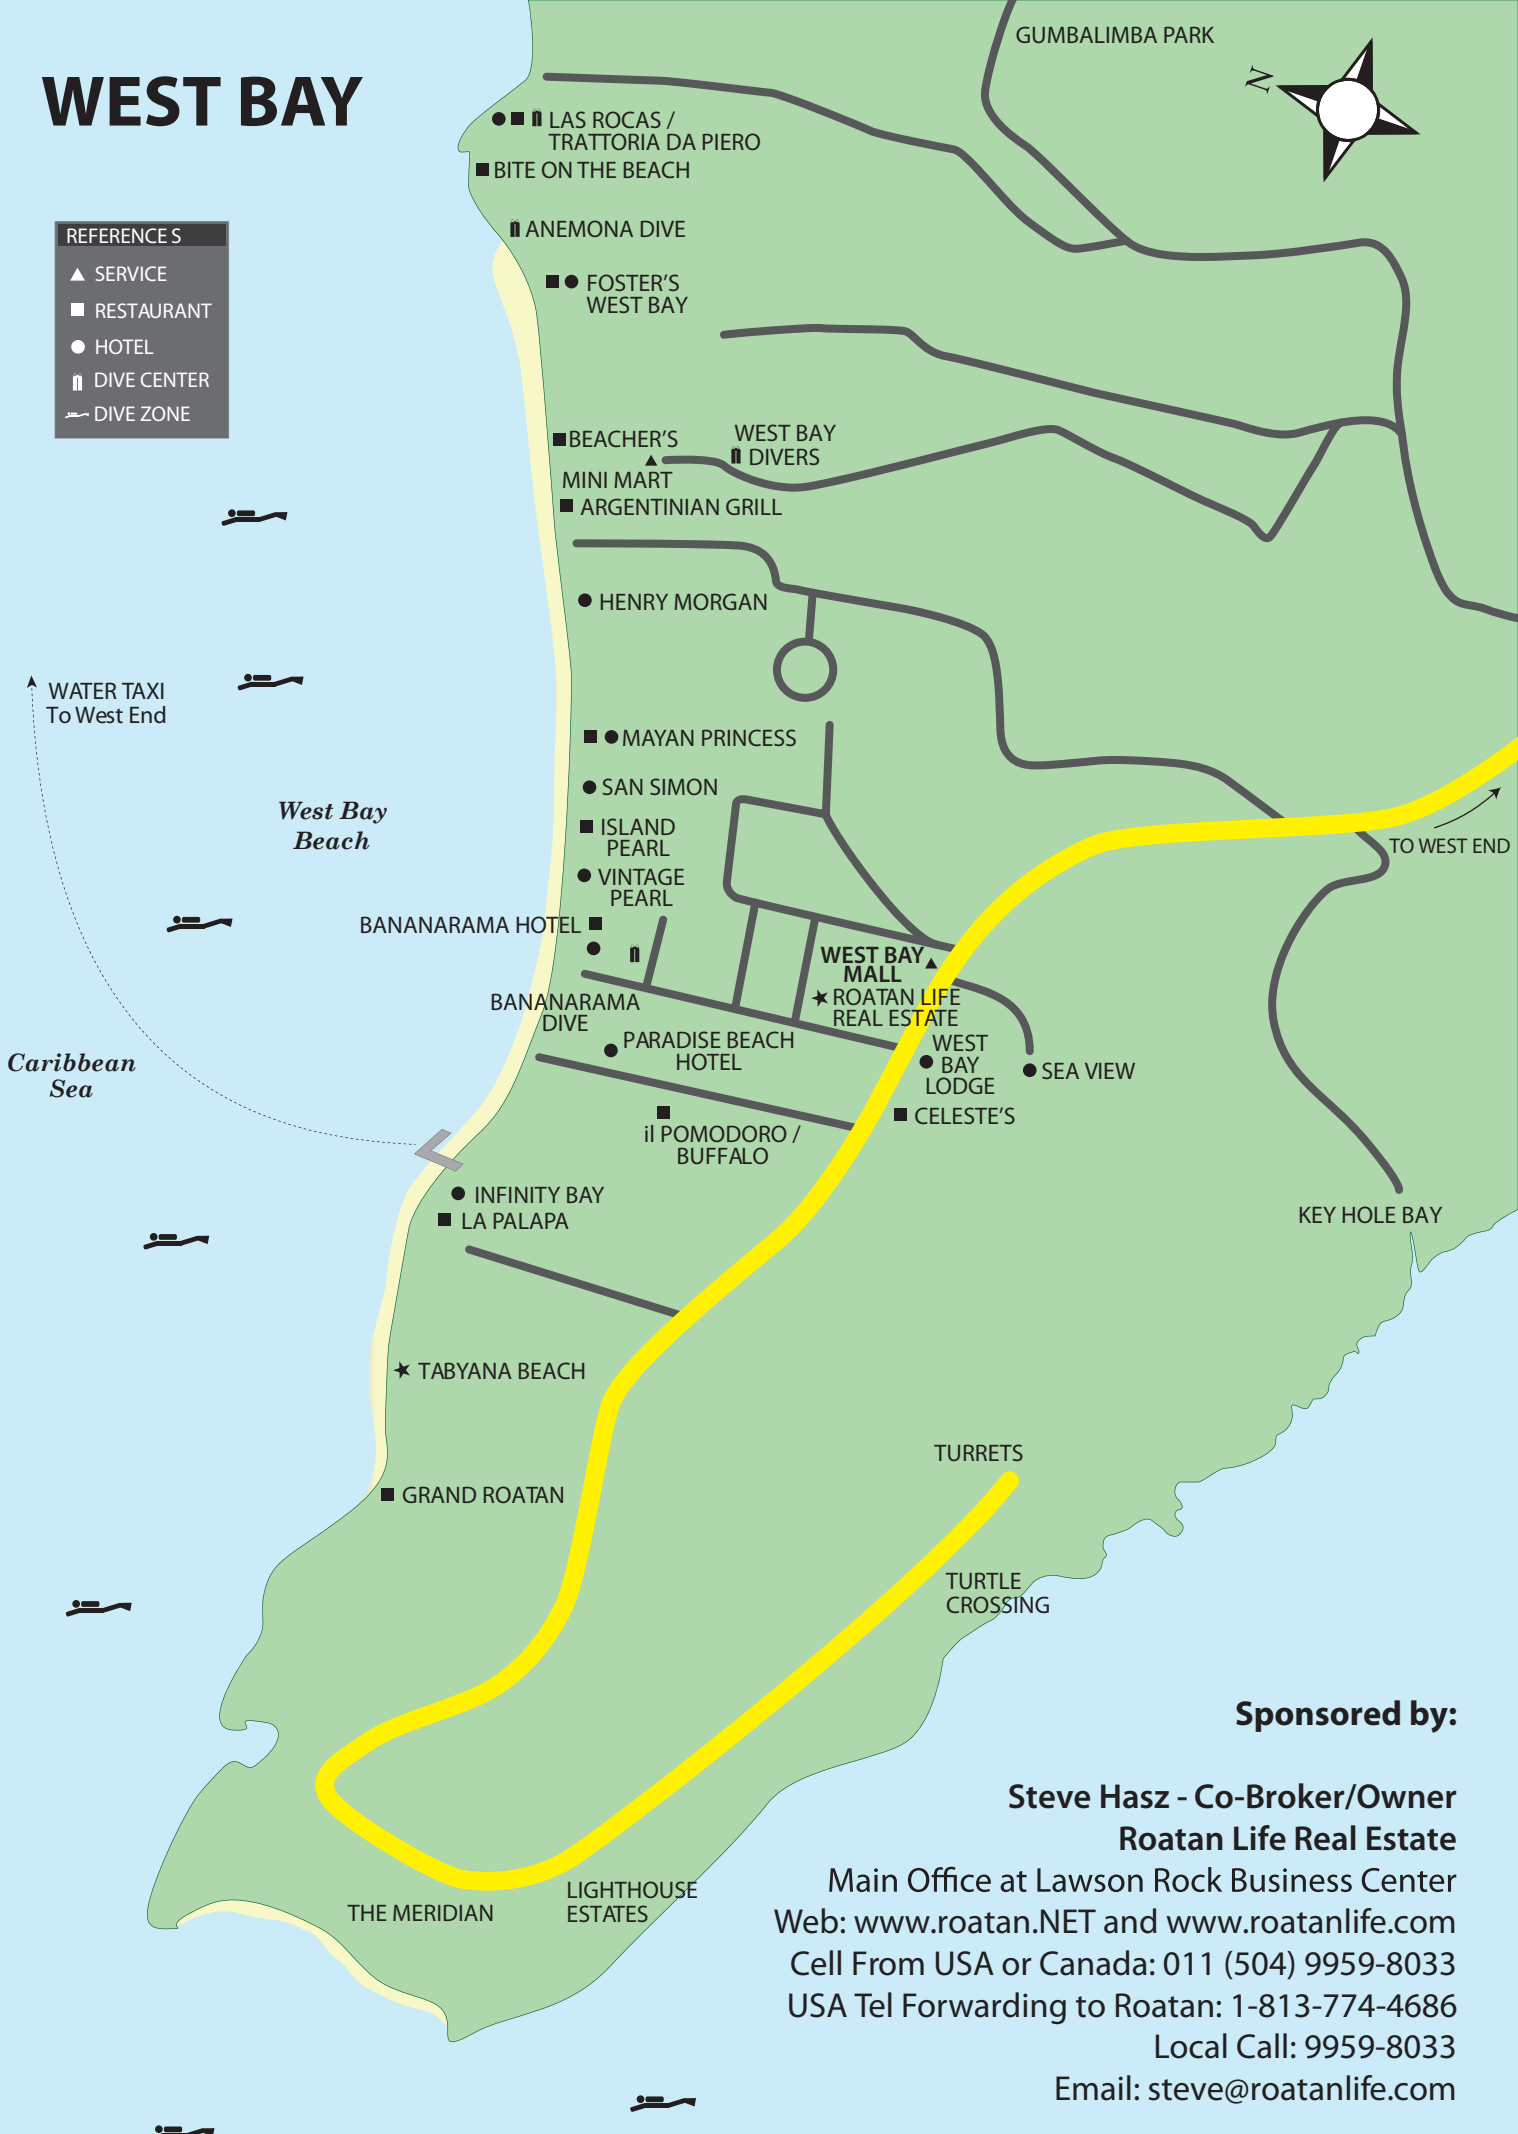 GUMBALIMBA PARK
N
WEST BAY
LAS ROCAS /
TRATTORIA DA PIERO
BITE ON THE BEACH
ANEMONA DIVE
REFERENCE S
SERVICE
RESTAURANT
HOTEL
DIVE CENTER
DIVE ZONE
FOSTER'S
WEST BAY
BEACHER'S
WEST BAY
DIVERS
MINI MART
ARGENTINIAN GRILL
HENRY MORGAN
WATER TAXI
To West End
MAYAN PRINCESS
SAN SIMON
West Bay
Beach
ISLAND
PEARL
TO WEST END
VINTAGE
PEARL
BANANARAMA HOTEL
WEST BAY
MALL
ROATAN LIFE
REAL ESTATE
BANANARAMA
DIVE
PARADISE BEACH
HOTEL
WEST
BAY
LODGE
SEA VIEW
Caribbean
Sea
CELESTE'S
il POMODORO /
BUFFALO
INFINITY BAY
LA PALAPA
KEY HOLE BAY
TABYANA BEACH
TURRETS
GRAND ROATAN
TURTLE
CROSSING
LIGHTHOUSE
ESTATES
THE MERIDIAN
Sponsored by:
Steve Hasz - Co-Broker/Owner
Roatan Life Real Estate
Main Office at Lawson Rock Business Center
Web: www.roatan.NET and www.roatanlife.com
Cell From USA or Canada: 011 (504) 9959-8033
USA Tel Forwarding to Roatan: 1-813-774-4686
Local Call: 9959-8033
Email: steve@roatanlife.com